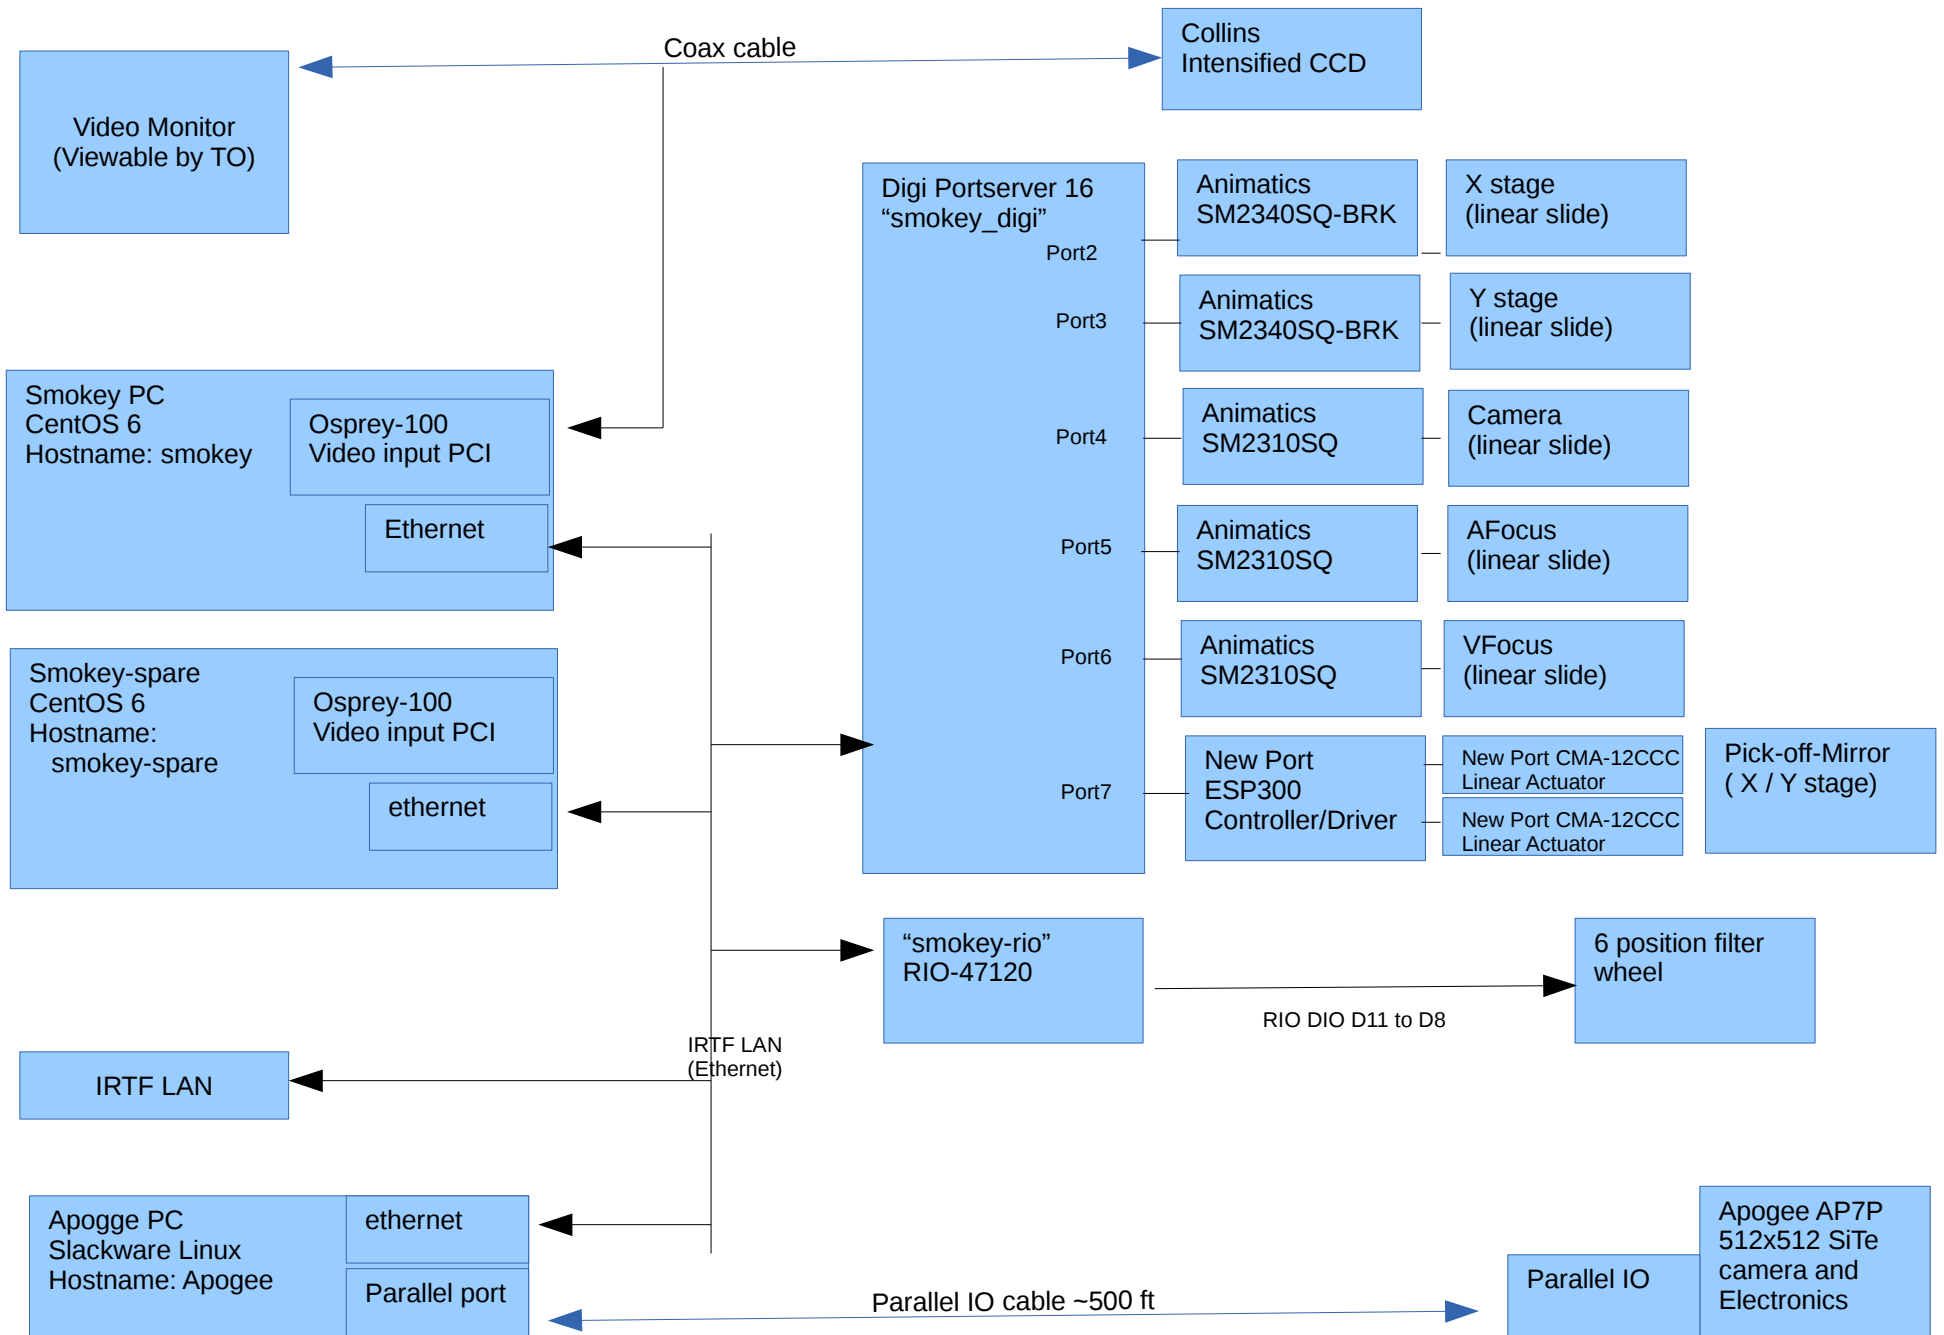 Coax cable
Collins
Intensified CCD
Video Monitor
(Viewable by TO)
Digi Portserver 16
“smokey_digi”
Port2
Animatics
SM2340SQ-BRK
X stage
(linear slide)
Port3
Animatics
SM2340SQ-BRK
Y stage
(linear slide)
Smokey PC
CentOS 6
Hostname: smokey
Osprey-100
Video input PCI
Ethernet
Port4
Animatics
SM2310SQ
Camera
(linear slide)
Port5
Animatics
SM2310SQ
AFocus
(linear slide)
Port6
Animatics
SM2310SQ
VFocus
(linear slide)
Smokey-spare
CentOS 6
Hostname:
smokey-spare
Osprey-100
Video input PCI
ethernet
Port7
New Port
ESP300
Controller/Driver
New Port CMA-12CCC
Linear Actuator
New Port CMA-12CCC
Linear Actuator
Pick-off-Mirror
( X / Y stage)
“smokey-rio”
RIO-47120
RIO DIO D11 to D8
6 position filter
wheel
IRTF LAN
(Ethernet)
IRTF LAN
Apogge PC
Slackware Linux
Hostname: Apogee
ethernet
Parallel port
Parallel IO cable ~500 ft
Parallel IO
Apogee AP7P
512x512 SiTe
camera and
Electronics